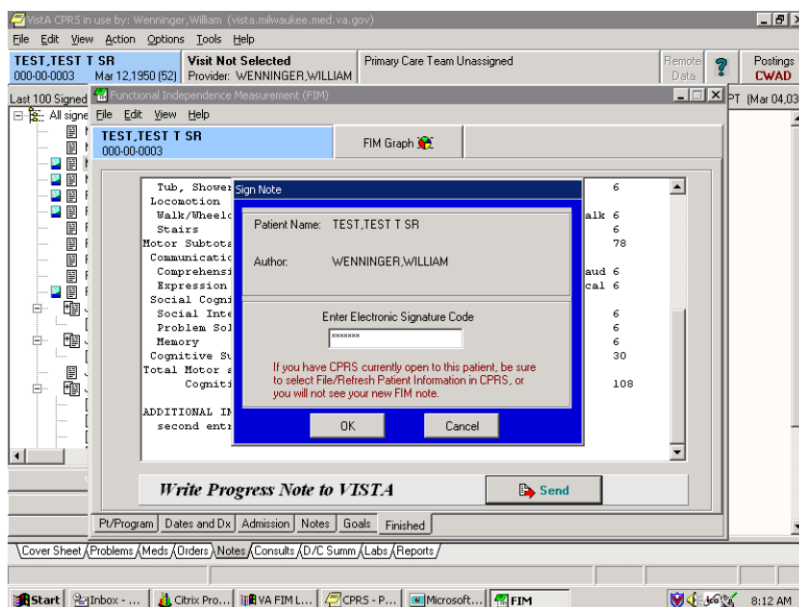 VistA CPRS in use by: Wenninger,William (vista.milwaukee.med.va.gov)
File Edit View Action Options Tools Help
TEST,TEST T SR
000-00-0003 Mar 12,1950 (52)
Visit Not Selected
Provider: WENNINGER,WILLIAM
Primary Care Team Unassigned
Remote Data
?
Postings
CWAD
Last 100 Signed
PT (Mar 04,03
All signe
Functional Independence Measurement (FIM)
File Edit View Help
TEST,TEST T SR
000-00-0003
FIM Graph
Tub, Shower 6
Locomotion
Walk/Wheelc alk 6
Stairs 6
Motor Subtota 78
Communicatio
Comprehensi aud 6
Expression cal 6
Social Cogni
Social Inte 6
Problem Sol 6
Memory 6
Cognitive Su 30
Total Motor a
Cogniti 108
ADDITIONAL IN
second entr
Sign Note
Patient Name: TEST,TEST T SR
Author: WENNINGER,WILLIAM
Enter Electronic Signature Code
*******
If you have CPRS currently open to this patient, be sure
to select File/Refresh Patient Information in CPRS, or
you will not see your new FIM note.
OK Cancel
Write Progress Note to VISTA
Send
Pt/Program Dates and Dx Admission Notes Goals Finished
Cover Sheet Problems Meds Orders Notes Consults D/C Summ Labs Reports
Start Inbox - ... Citrix Pro... VA FIM L... CPRS - P... Microsoft... FIM 8:12 AM